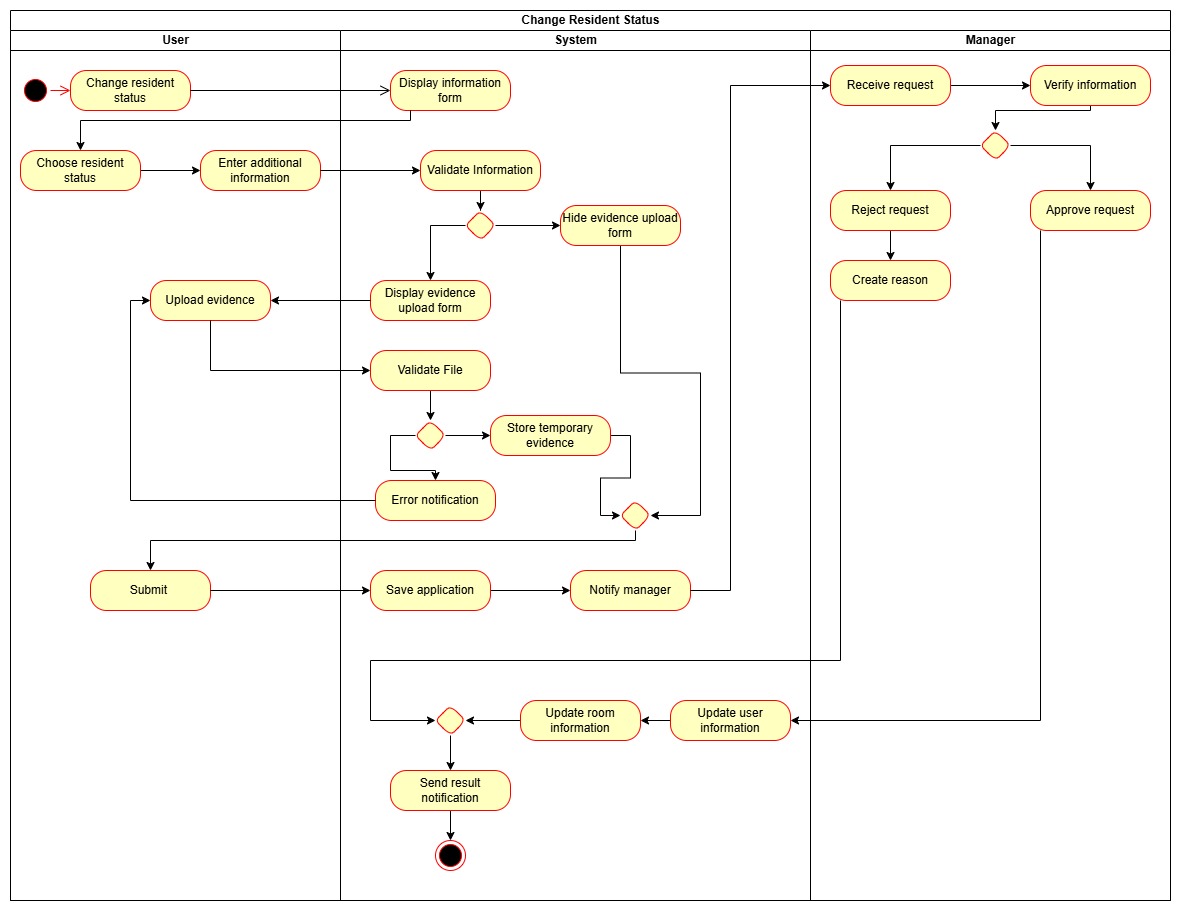 Change Resident Status
User
System
Manager
Change resident
status
Display information
form
Receive request
Verify information
Choose resident
status
Enter additional
information
Validate Information
Hide evidence upload
form
Reject request
Approve request
Upload evidence
Display evidence
upload form
Create reason
Validate File
Store temporary
evidence
Error notification
Submit
Save application
Notify manager
Update room
information
Update user
information
Send result
notification